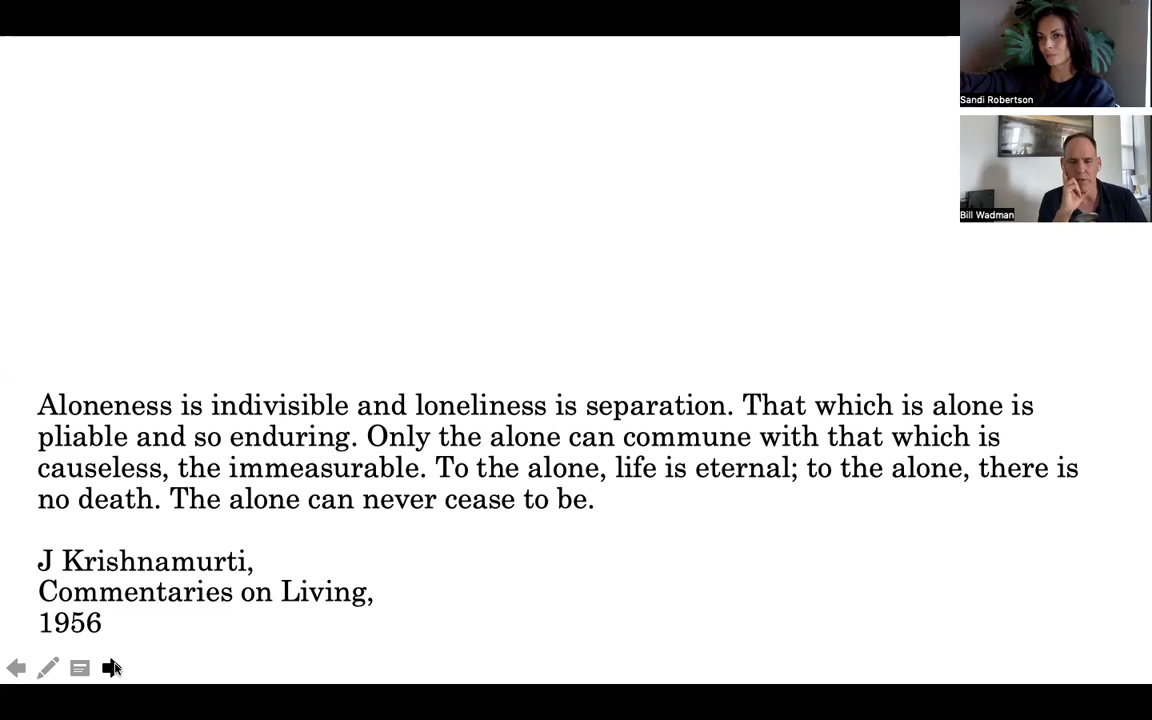 Sandi Robertson
Bill Wadman
Aloneness is indivisible and loneliness is separation. That which is alone is
pliable and so enduring. Only the alone can commune with that which is
causeless, the immeasurable. To the alone, life is eternal; to the alone, there is
no death. The alone can never cease to be.
J Krishnamurti,
Commentaries on Living,
1956